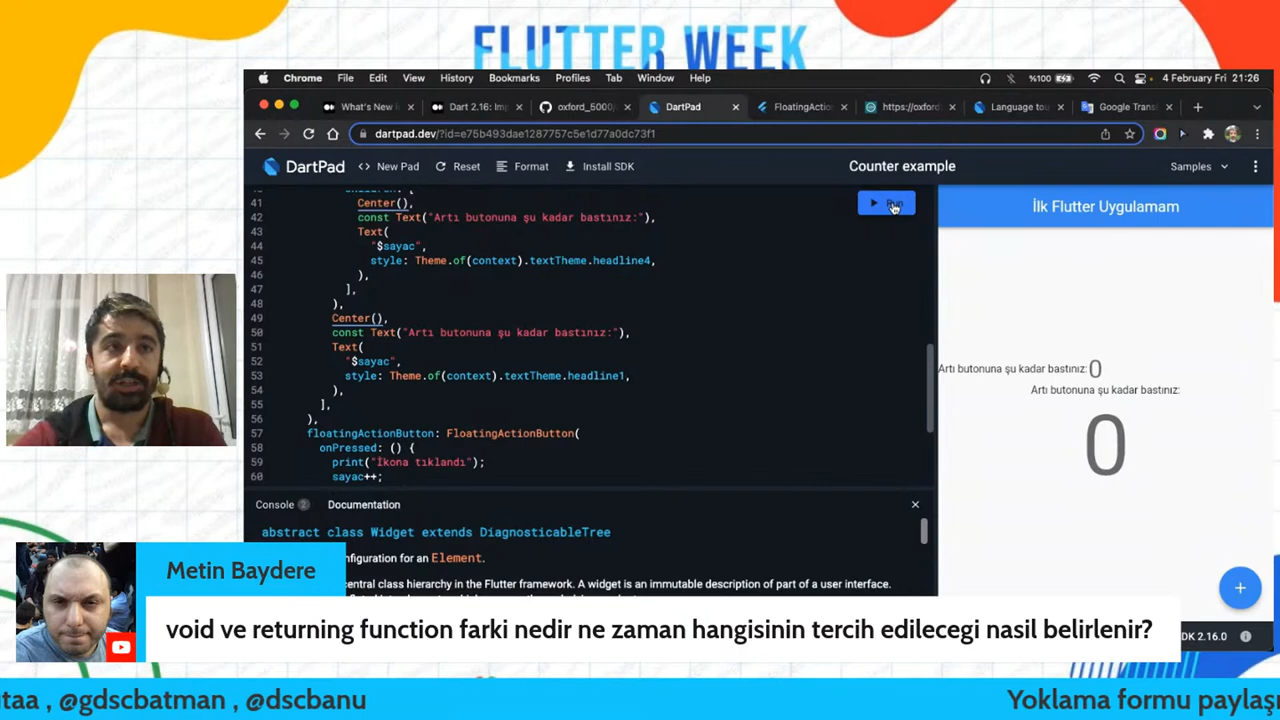 FLUTTER WEEK
Chrome File Edit View History Bookmarks Profiles Tab Window Help
%100 4 February Fri 21:26
What's New i
Dart 2.16: Imp
oxford_5000/
DartPad
FloatingActio
https://oxford
Language tou
Google Trans
dartpad.dev/?id=e75b493dae1287757c5e1d77a0dc73f1
DartPad
<> New Pad
Reset
Format
Install SDK
Counter example
Samples
Run
41 Center(),
42 const Text("Artı butonuna şu kadar bastınız:"),
43 Text(
44 "$sayac",
45 style: Theme.of(context).textTheme.headline4,
46 ),
47 ],
48 ),
49 Center(),
50 const Text("Artı butonuna şu kadar bastınız:"),
51 Text(
52 "$sayac",
53 style: Theme.of(context).textTheme.headline1,
54 ),
55 ],
56 ),
57 floatingActionButton: FloatingActionButton(
58 onPressed: () {
59 print("İkona tıklandı");
60 sayac++;
İlk Flutter Uygulamam
Artı butonuna şu kadar bastınız: 0
Artı butonuna şu kadar bastınız:
0
+
Console 2 Documentation
abstract class Widget extends DiagnosticableTree
nfiguration for an Element.
central class hierarchy in the Flutter framework. A widget is an immutable description of part of a user interface.
SDK 2.16.0
Metin Baydere
void ve returning function farki nedir ne zaman hangisinin tercih edilecegi nasil belirlenir?
utaa , @gdscbatman , @dscbanu
Yoklama formu paylaşı